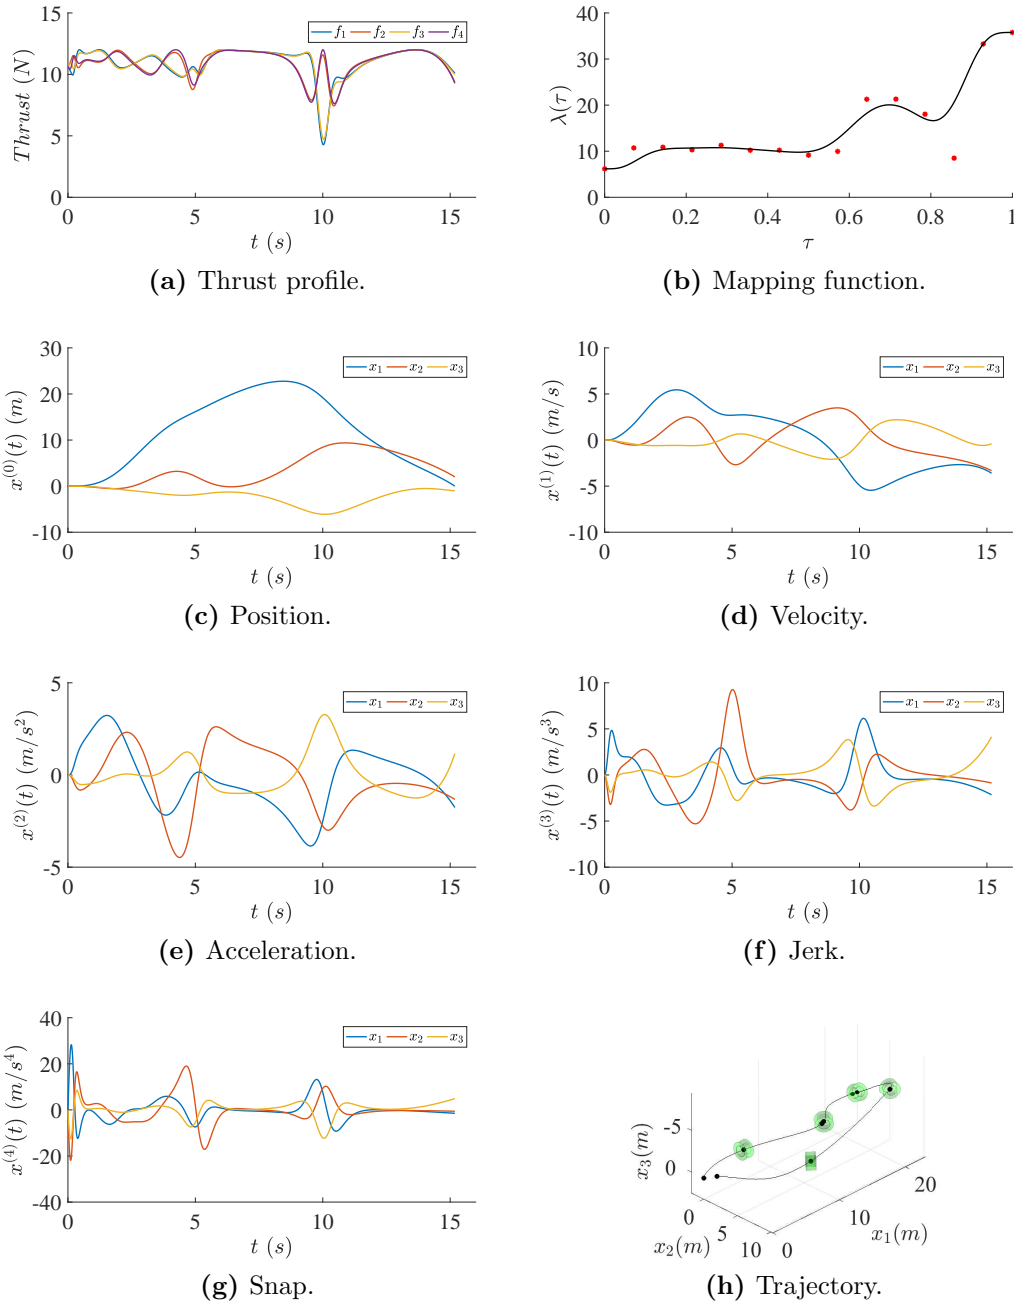 15
10
5
0
Thrust (N)
f₁ f₂ f₃ f₄
0 5 10 15
t (s)
(a) Thrust profile.
40
30
20
10
0
λ(τ)
0 0.2 0.4 0.6 0.8 1
τ
(b) Mapping function.
30
20
10
0
-10
x⁽⁰⁾(t) (m)
x₁ x₂ x₃
0 5 10 15
t (s)
(c) Position.
10
5
0
-5
-10
x⁽¹⁾(t) (m/s)
x₁ x₂ x₃
0 5 10 15
t (s)
(d) Velocity.
5
0
-5
x⁽²⁾(t) (m/s²)
x₁ x₂ x₃
0 5 10 15
t (s)
(e) Acceleration.
10
5
0
-5
-10
x⁽³⁾(t) (m/s³)
x₁ x₂ x₃
0 5 10 15
t (s)
(f) Jerk.
40
20
0
-20
-40
x⁽⁴⁾(t) (m/s⁴)
x₁ x₂ x₃
0 5 10 15
t (s)
(g) Snap.
-5
0
x₃(m)
0
5
10
x₂(m)
0
10
20
x₁(m)
(h) Trajectory.